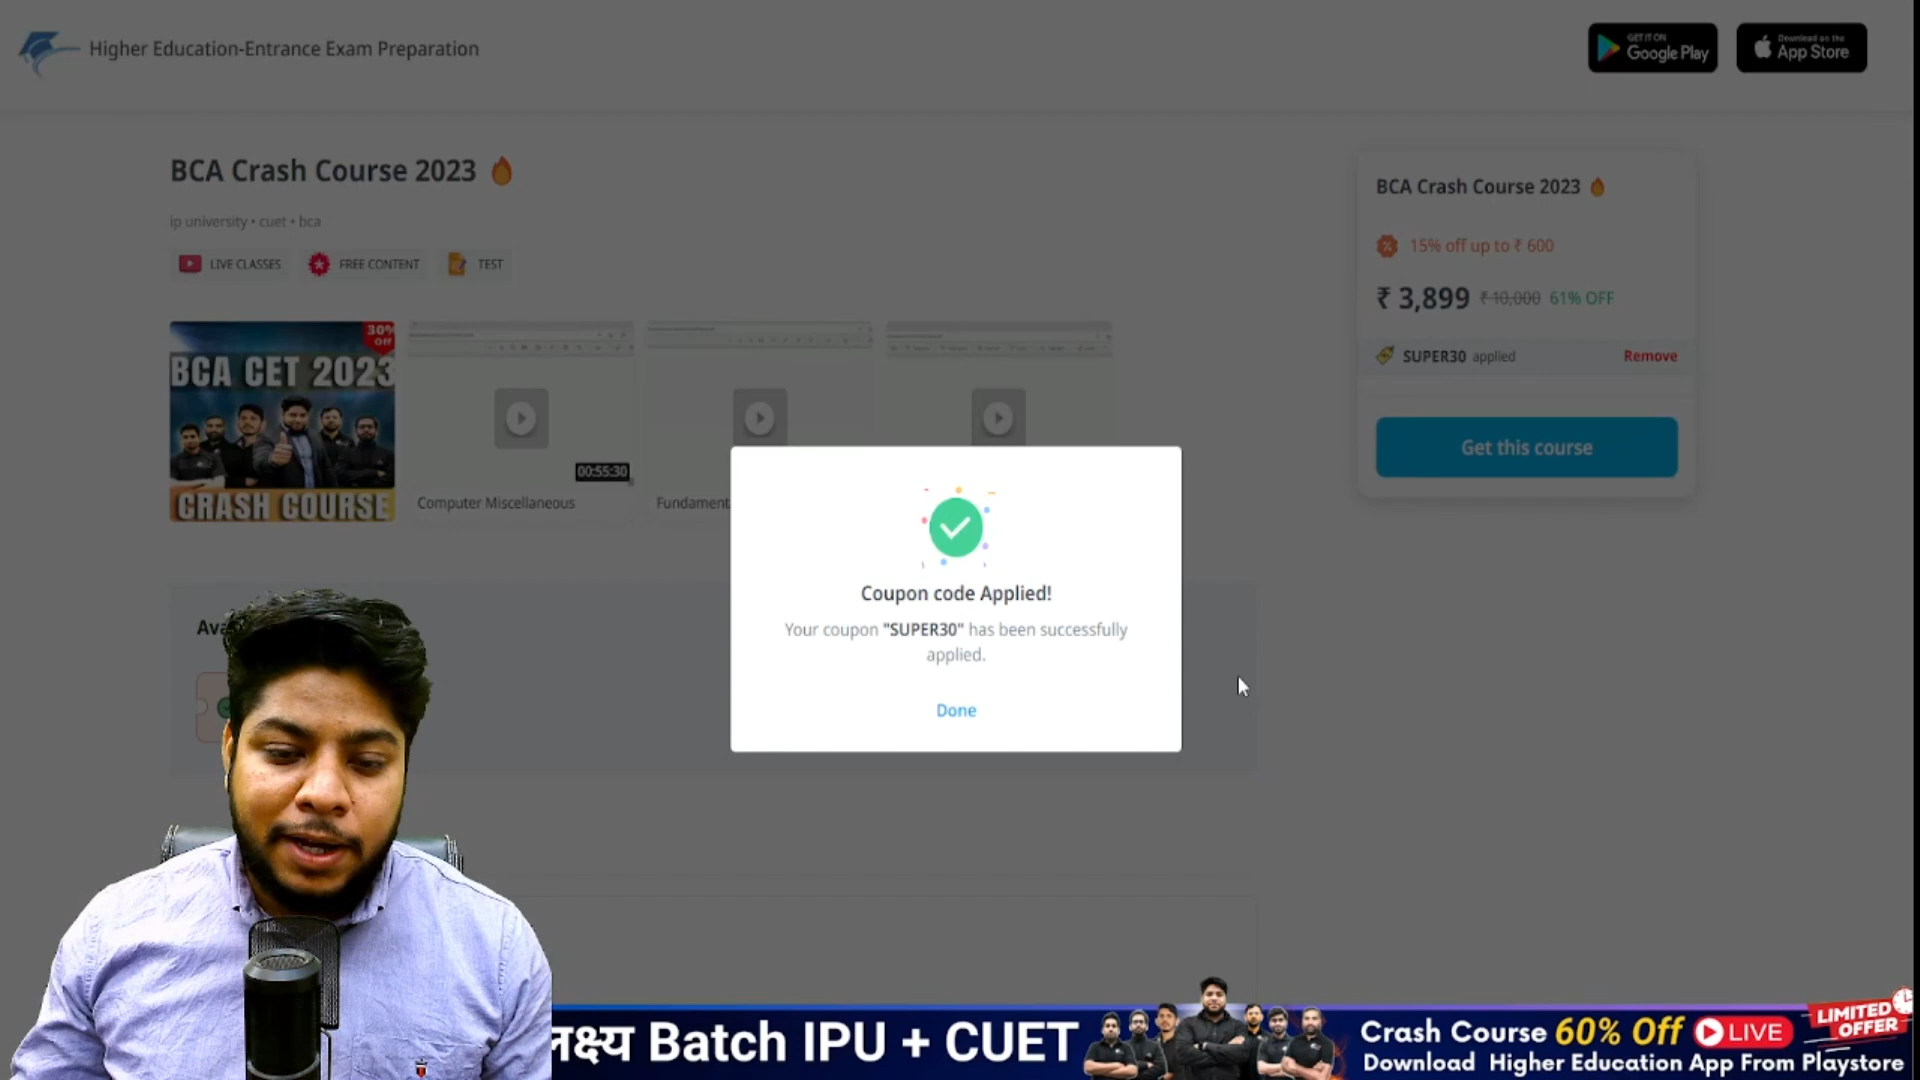 Higher Education-Entrance Exam Preparation
GET IT ON
Google Play
Download on the
App Store
BCA Crash Course 2023
ip university • cuet • bca
LIVE CLASSES
FREE CONTENT
TEST
30%
Off
BCA CET 2023
CRASH COURSE
00:55:30
Computer Miscellaneous
Fundament
BCA Crash Course 2023
15% off up to ₹ 600
₹ 3,899 ₹ 10,000 61% OFF
SUPER30 applied
Remove
Get this course
Coupon code Applied!
Your coupon "SUPER30" has been successfully
applied.
Done
लक्ष्य Batch IPU + CUET
Crash Course 60% Off LIVE
LIMITED
OFFER
Download Higher Education App From Playstore